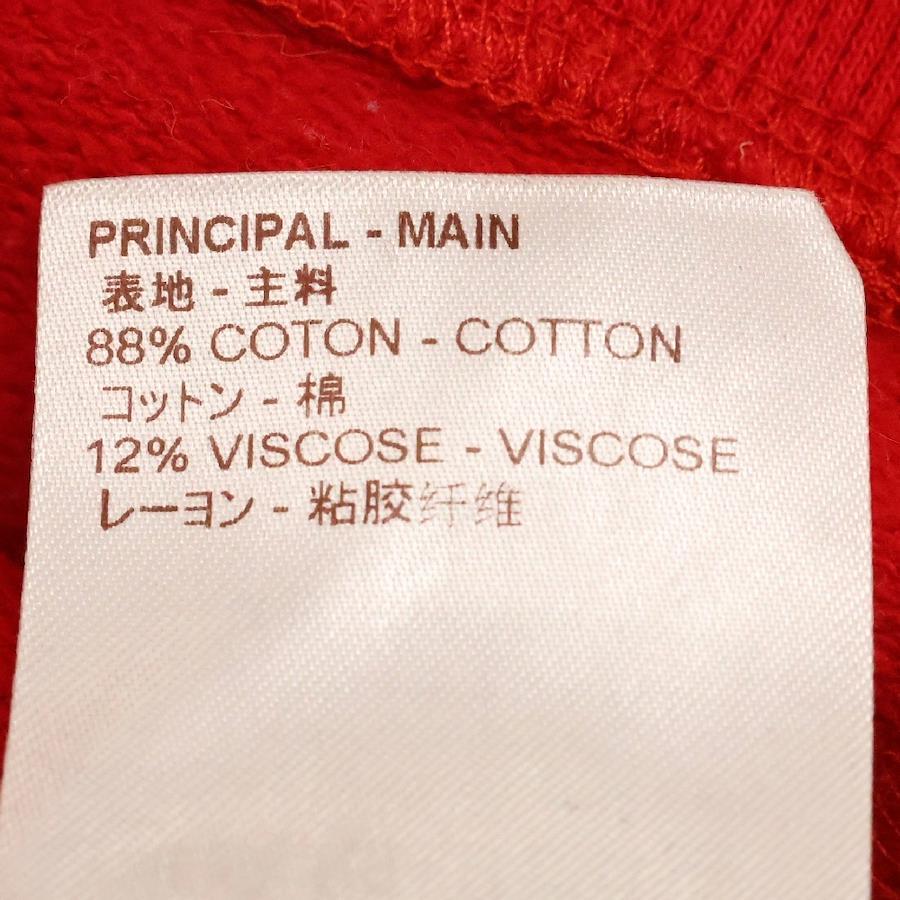 PRINCIPAL - MAIN
表地 - 主料
88% COTON - COTTON
コットン - 棉
12% VISCOSE - VISCOSE
レーヨン - 粘胶纤维